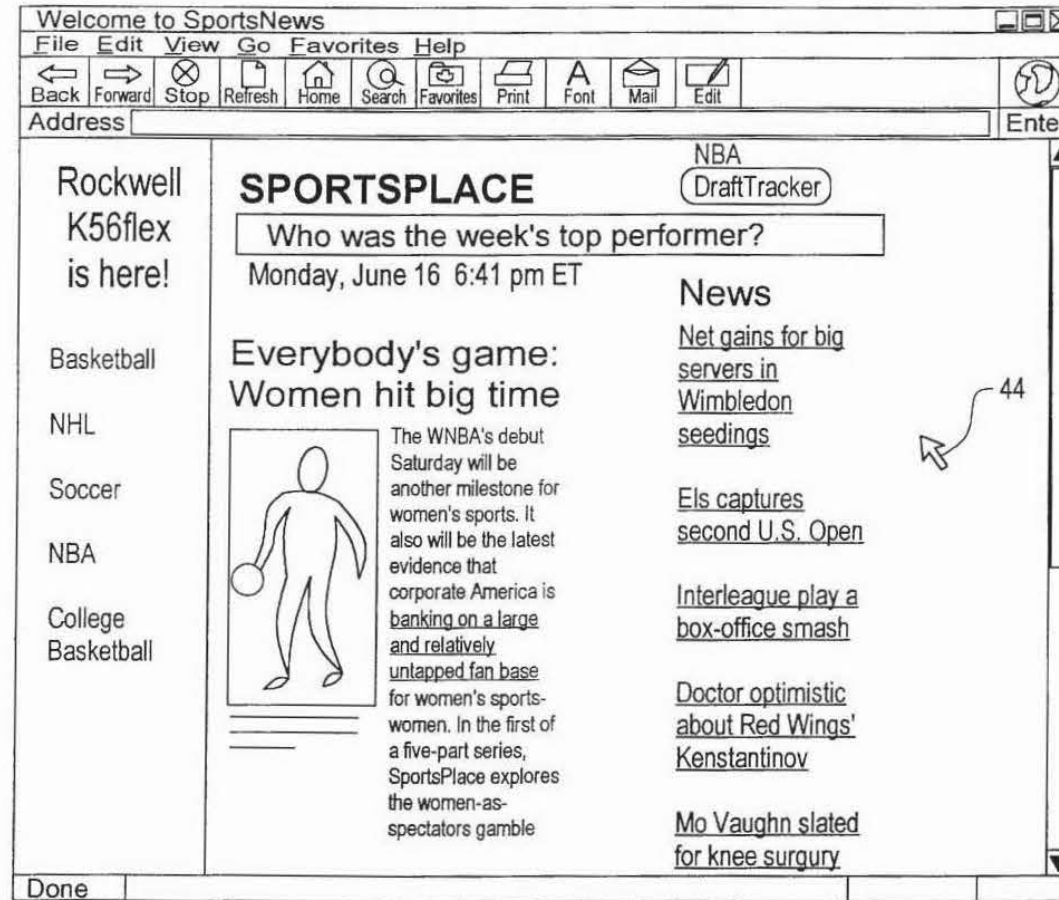 Welcome to SportsNews
File Edit View Go Favorites Help
Back Forward Stop Refresh Home Search Favorites Print Font Mail Edit
Address
Rockwell
K56flex
is here!
Basketball
NHL
Soccer
NBA
College
Basketball
SPORTSPLACE
NBA
DraftTracker
Who was the week's top performer?
Monday, June 16 6:41 pm ET
Everybody's game:
Women hit big time
The WNBA's debut
Saturday will be
another milestone for
women's sports. It
also will be the latest
evidence that
corporate America is
banking on a large
and relatively
untapped fan base
for women's sports-
women. In the first of
a five-part series,
SportsPlace explores
the women-as-
spectators gamble
News
Net gains for big
servers in
Wimbledon
seedings
Els captures
second U.S. Open
Interleague play a
box-office smash
Doctor optimistic
about Red Wings'
Kenstantinov
Mo Vaughn slated
for knee surgury
44
Done